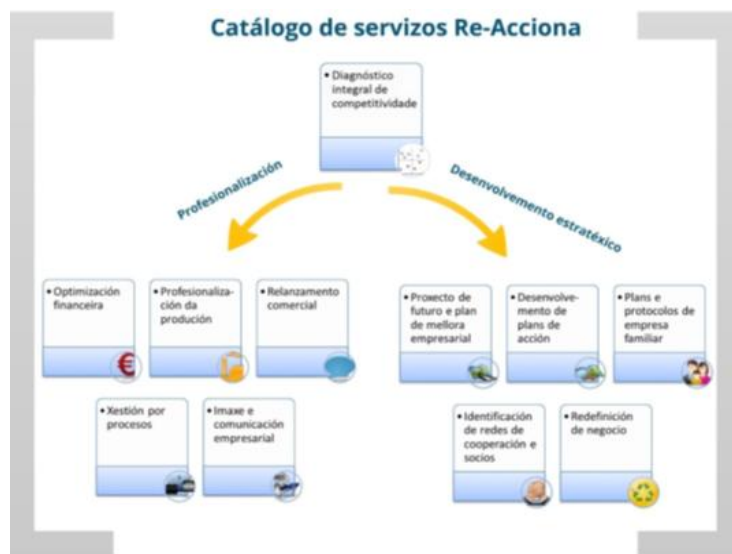 Catálogo de servizos Re-Acciona
• Diagnóstico
integral de
competitividade
Profesionalización
Desenvolvemento estratéxico
• Optimización
financeira
• Profesionaliza-
ción da
produción
• Relanzamento
comercial
• Proxecto de
futuro e plan
de mellora
empresarial
• Desenvolve-
mento de
plans de
acción
• Plans e
protocolos de
empresa
familiar
• Xestión por
procesos
• Imaxe e
comunicación
empresarial
• Identificación
de redes de
cooperación e
socios
• Redefinición
de negocio